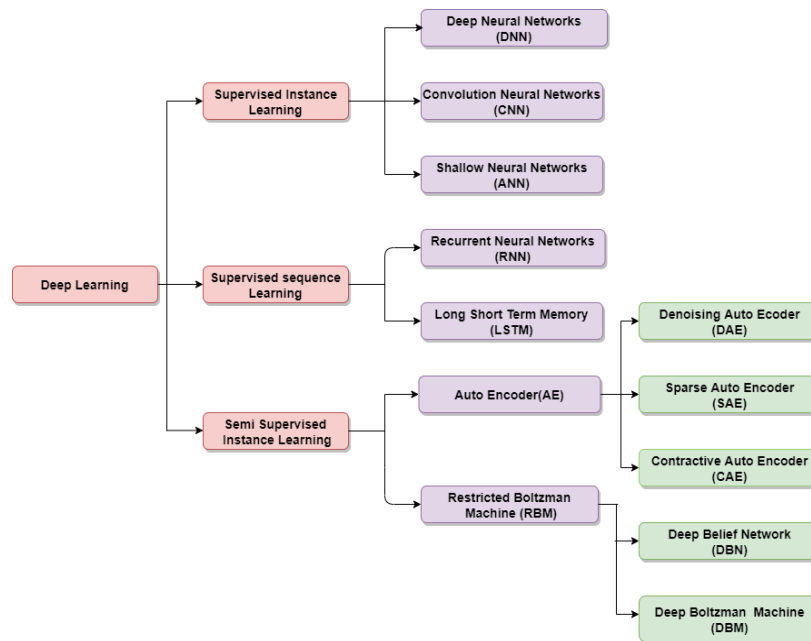 Deep Neural Networks
(DNN)
Supervised Instance
Learning
Convolution Neural Networks
(CNN)
Shallow Neural Networks
(ANN)
Recurrent Neural Networks
(RNN)
Deep Learning
Supervised sequence
Learning
Long Short Term Memory
(LSTM)
Denoising Auto Ecoder
(DAE)
Auto Encoder(AE)
Sparse Auto Encoder
(SAE)
Semi Supervised
Instance Learning
Contractive Auto Encoder
(CAE)
Restricted Boltzman
Machine (RBM)
Deep Belief Network
(DBN)
Deep Boltzman Machine
(DBM)